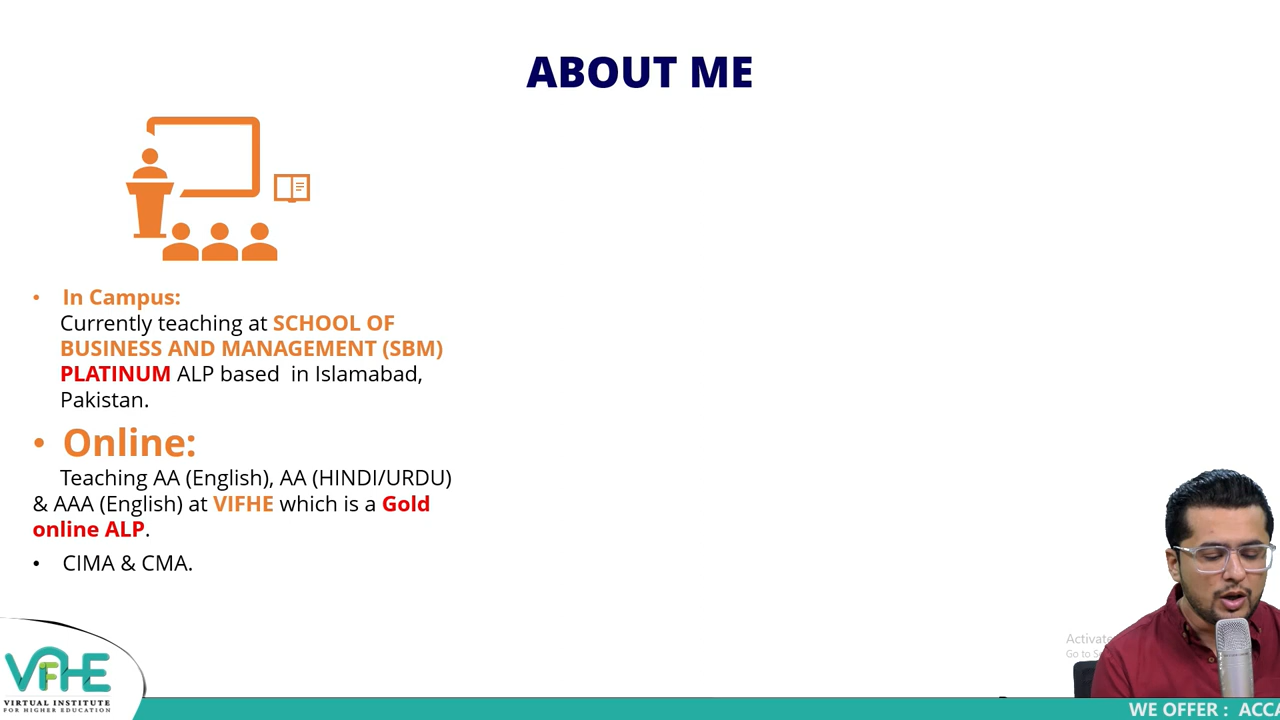 ABOUT ME
• In Campus:
Currently teaching at SCHOOL OF
BUSINESS AND MANAGEMENT (SBM)
PLATINUM ALP based in Islamabad,
Pakistan.
• Online:
Teaching AA (English), AA (HINDI/URDU)
& AAA (English) at VIFHE which is a Gold
online ALP.
• CIMA & CMA.
Activate
Go to
VIFHE
VIRTUAL INSTITUTE
FOR HIGHER EDUCATION
WE OFFER : ACCA